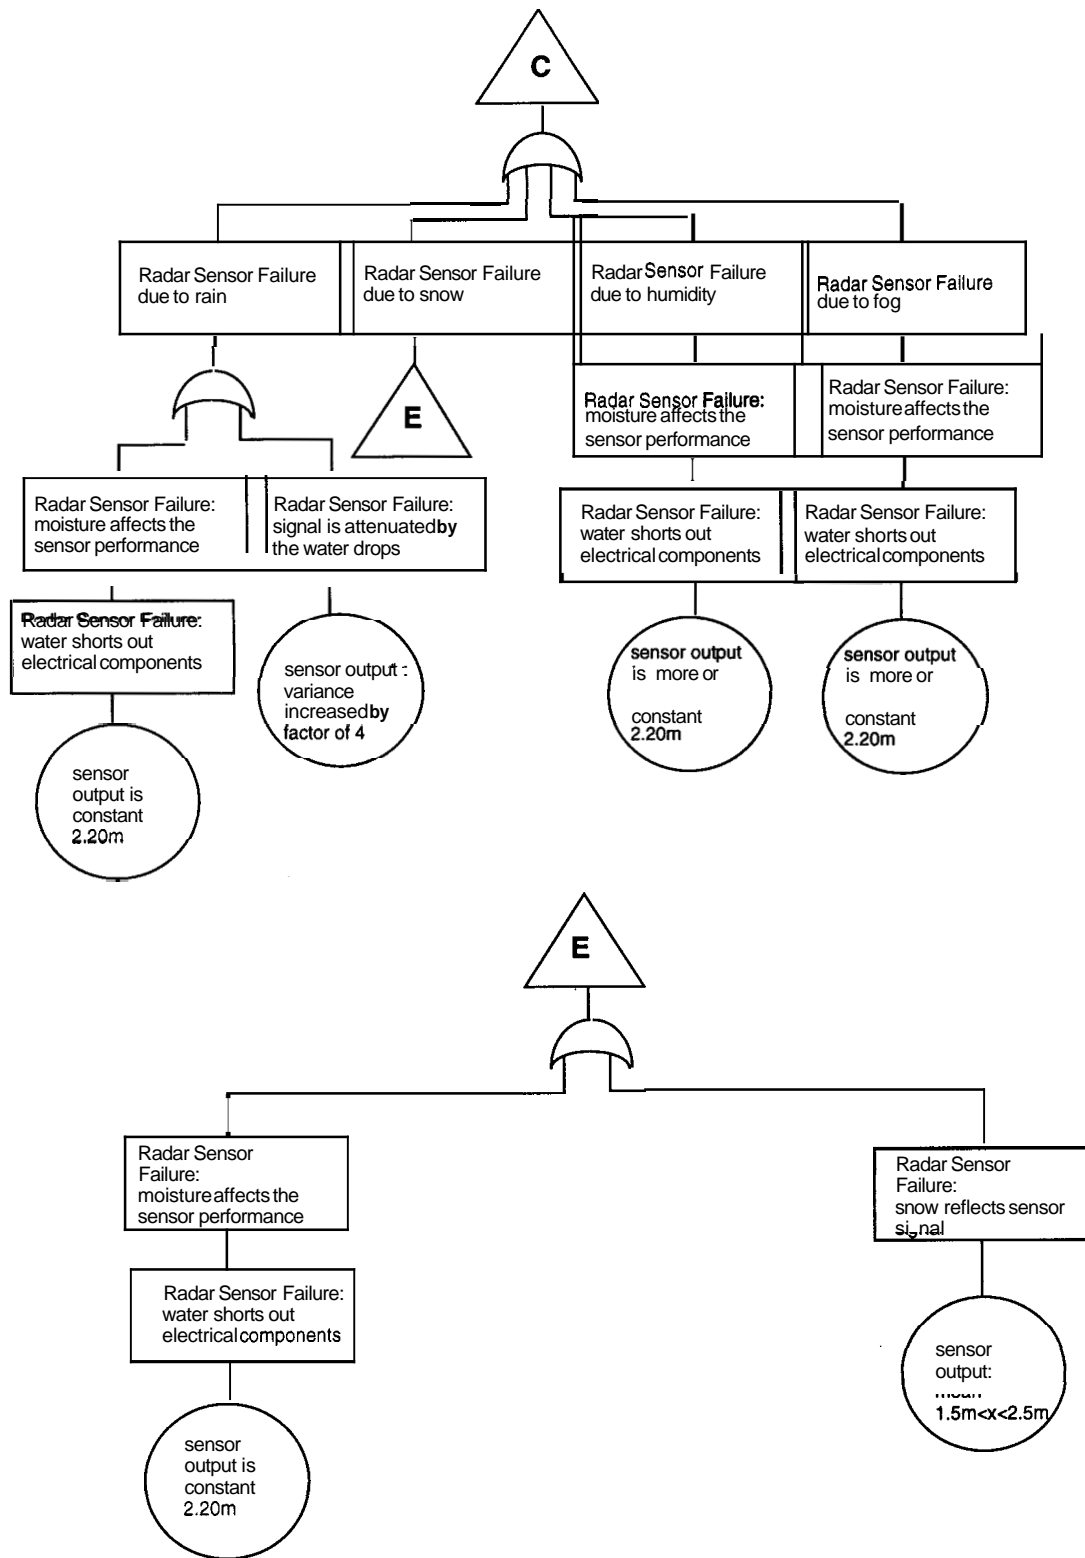 C
Radar Sensor Failure
due to rain
Radar Sensor Failure
due to snow
Radar Sensor Failure
due to humidity
Radar Sensor Failure
due to fog
E
Radar Sensor Failure:
moisture affects the
sensor performance
Radar Sensor Failure:
moisture affects the
sensor performance
Radar Sensor Failure:
moisture affects the
sensor performance
Radar Sensor Failure:
signal is attenuated by
the water drops
Radar Sensor Failure:
water shorts out
electrical components
Radar Sensor Failure:
water shorts out
electrical components
Radar Sensor Failure:
water shorts out
electrical components
sensor output :
variance
increased by
factor of 4
sensor output
is more or
constant
2.20m
sensor output
is more or
constant
2.20m
sensor
output is
constant
2.20m
E
Radar Sensor
Failure:
moisture affects the
sensor performance
Radar Sensor
Failure:
snow reflects sensor
signal
Radar Sensor Failure:
water shorts out
electrical components
sensor
output:
1.5m<x<2.5m
sensor
output is
constant
2.20m